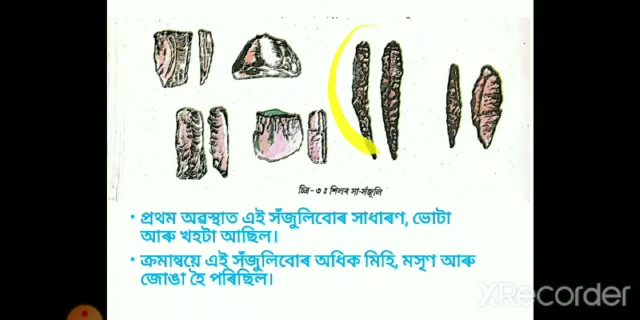 চিত্ৰ - ৩ ঃ শিলৰ সা-সঁজুলি
• প্ৰথম অৱস্থাত এই সঁজুলিবোৰ সাধাৰণ, ভোটা
আৰু খহটা আছিল।
• ক্ৰমান্বয়ে এই সঁজুলিবোৰ অধিক মিহি, মসৃণ আৰু
জোঙা হৈ পৰিছিল।
XRecorder